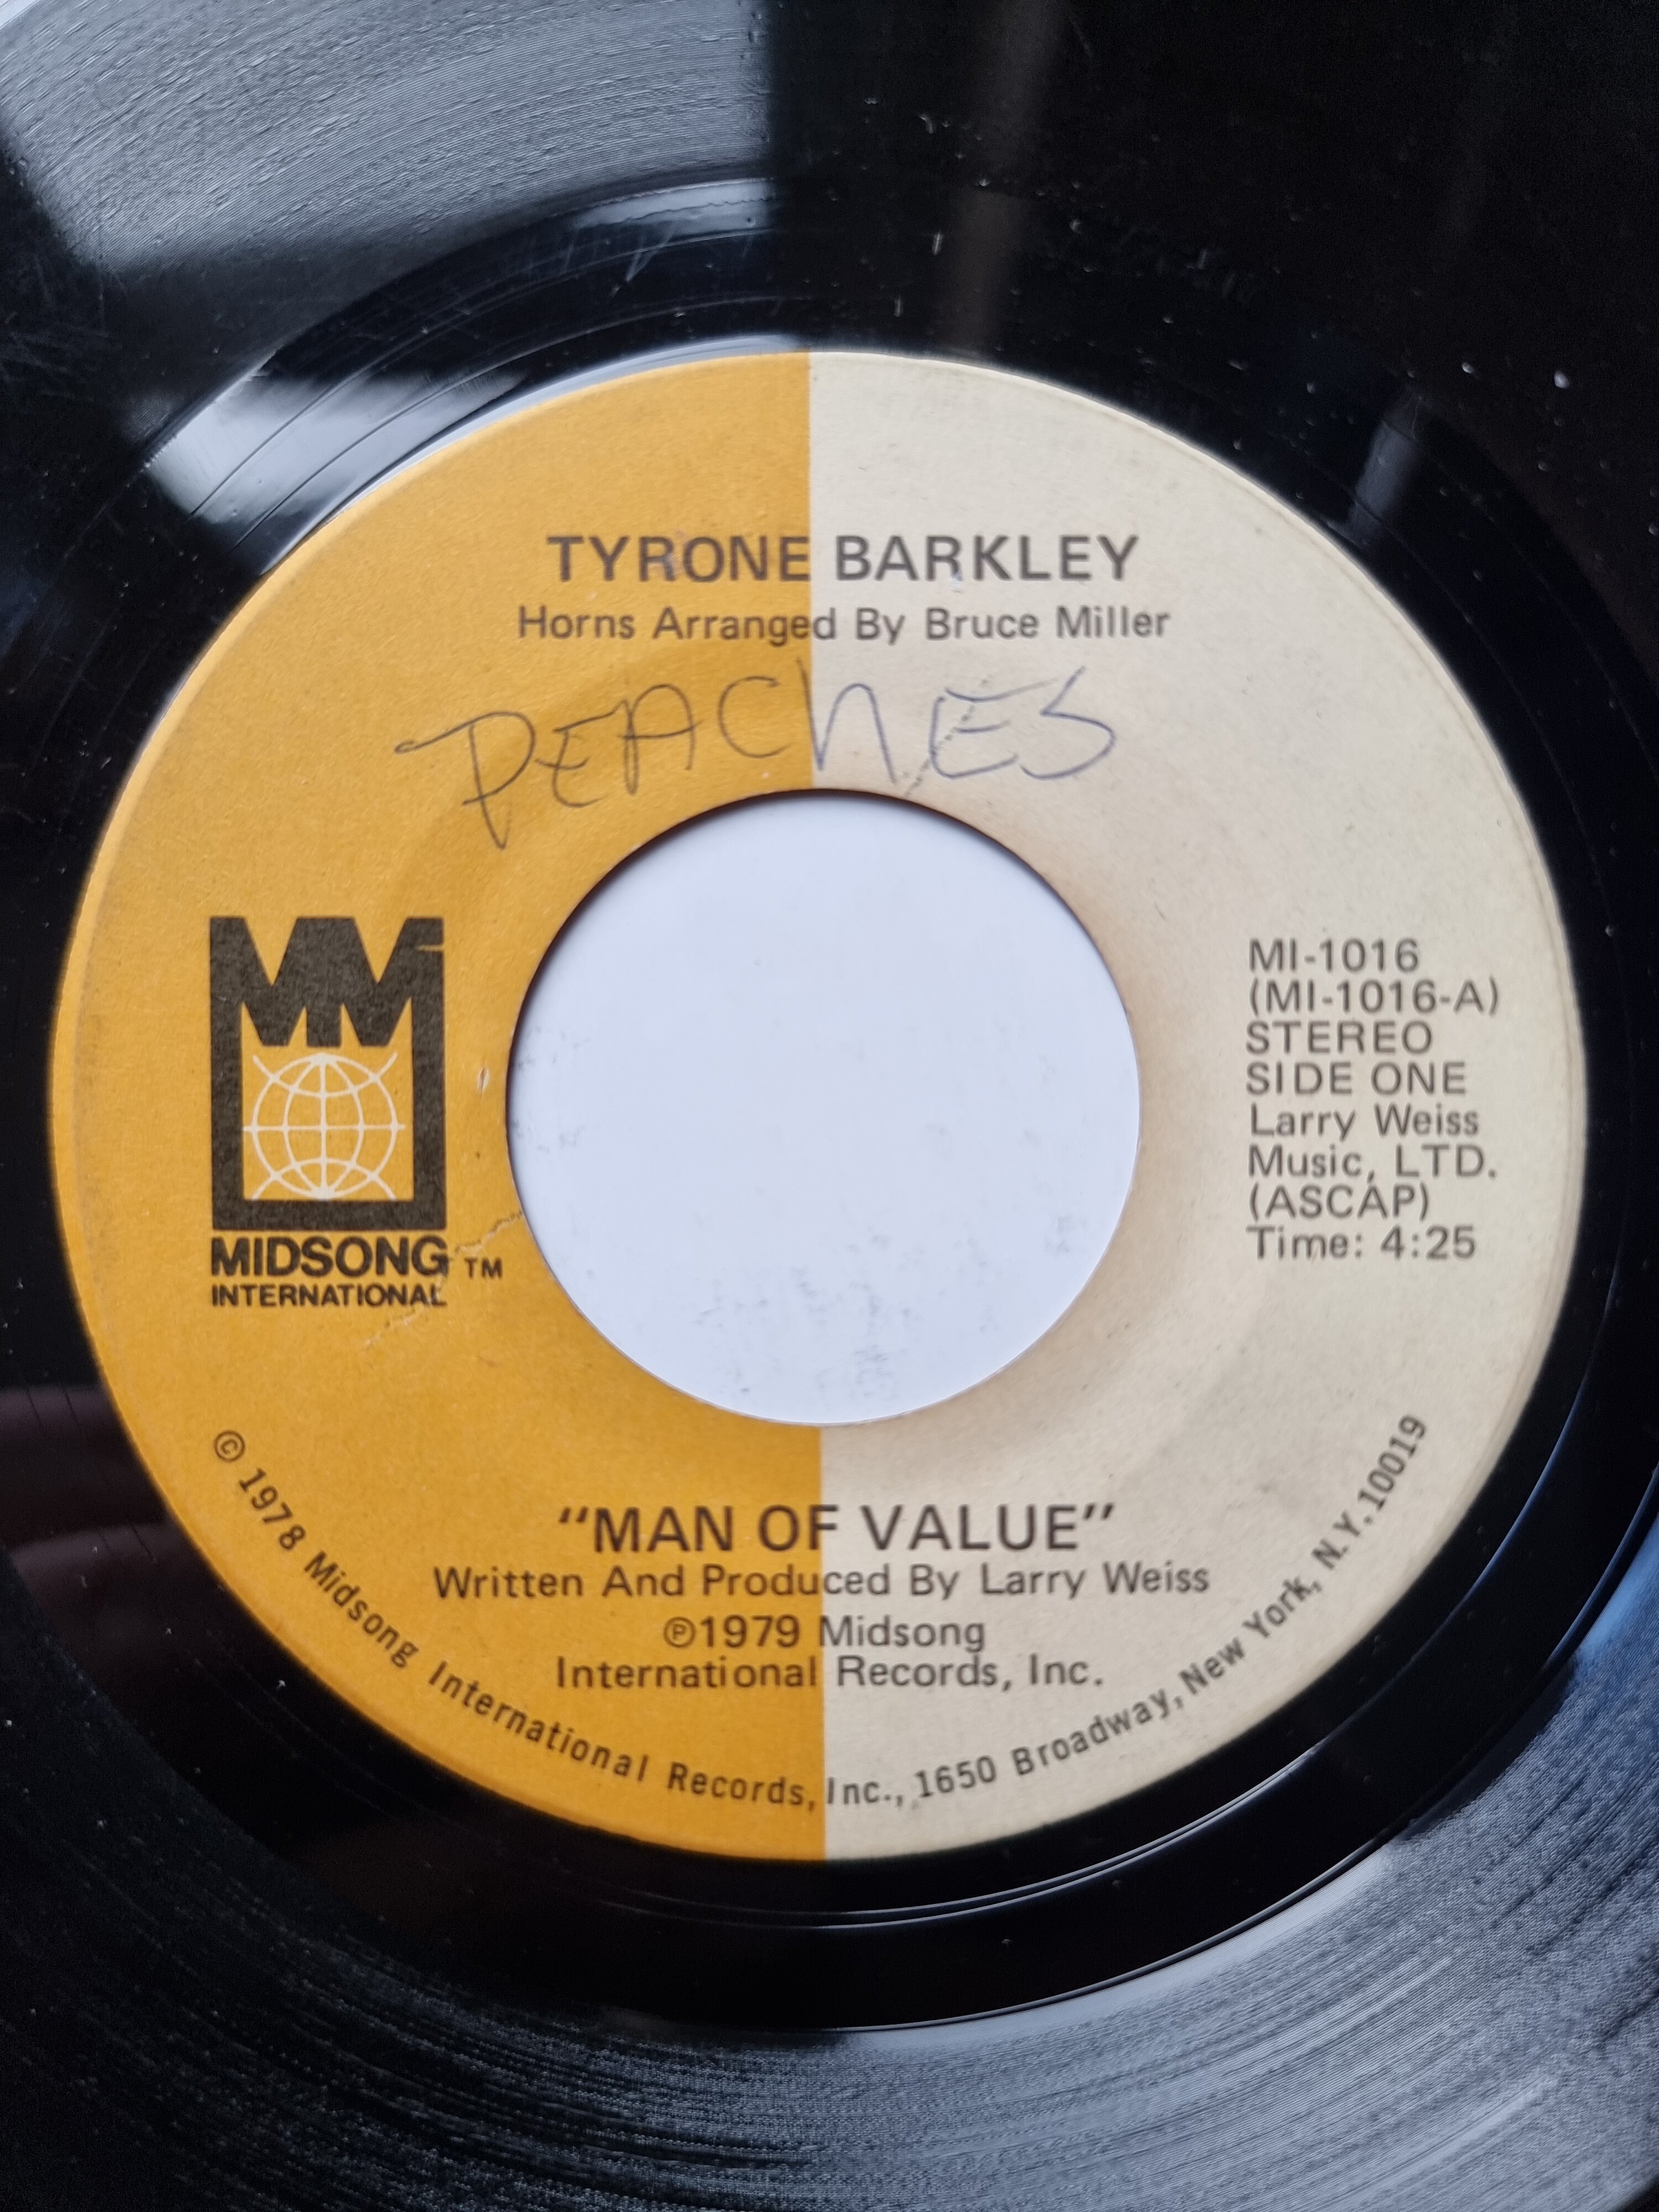 TYRONE BARKLEY
Horns Arranged By Bruce Miller
PEACHES
MIDSONG TM
INTERNATIONAL
MI-1016
(MI-1016-A)
STEREO
SIDE ONE
Larry Weiss
Music, LTD.
(ASCAP)
Time: 4:25
“MAN OF VALUE”
Written And Produced By Larry Weiss
℗1979 Midsong
International Records, Inc.
© 1978 Midsong International Records, Inc., 1650 Broadway, New York, N.Y. 10019